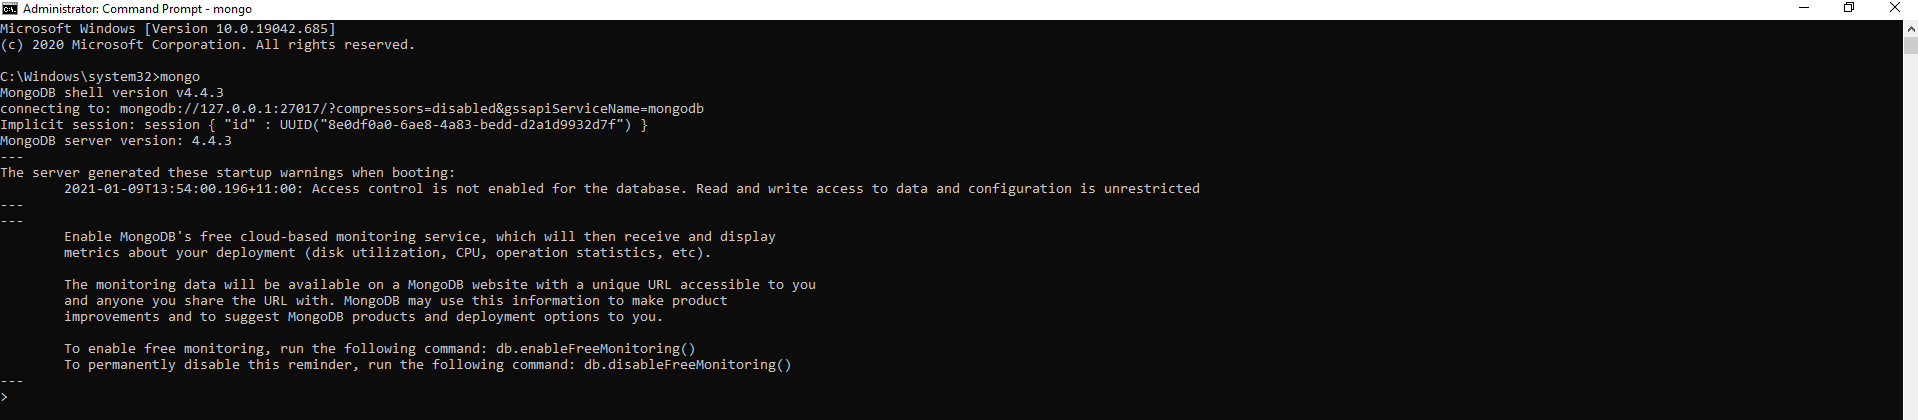 Administrator: Command Prompt - mongo
Microsoft Windows [Version 10.0.19042.685]
(c) 2020 Microsoft Corporation. All rights reserved.
C:\Windows\system32>mongo
MongoDB shell version v4.4.3
connecting to: mongodb://127.0.0.1:27017/?compressors=disabled&gssapiServiceName=mongodb
Implicit session: session { "id" : UUID("8e0df0a0-6ae8-4a83-bedd-d2a1d9932d7f") }
MongoDB server version: 4.4.3
---
The server generated these startup warnings when booting:
        2021-01-09T13:54:00.196+11:00: Access control is not enabled for the database. Read and write access to data and configuration is unrestricted
---
---
        Enable MongoDB's free cloud-based monitoring service, which will then receive and display
        metrics about your deployment (disk utilization, CPU, operation statistics, etc).

        The monitoring data will be available on a MongoDB website with a unique URL accessible to you
        and anyone you share the URL with. MongoDB may use this information to make product
        improvements and to suggest MongoDB products and deployment options to you.

        To enable free monitoring, run the following command: db.enableFreeMonitoring()
        To permanently disable this reminder, run the following command: db.disableFreeMonitoring()
---
>